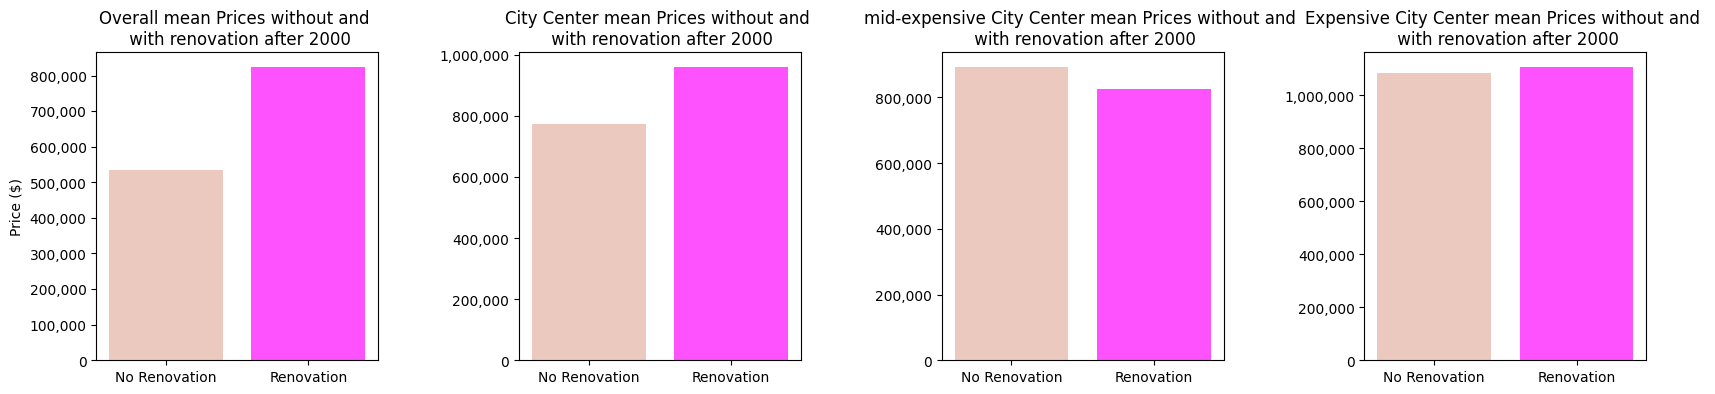 Overall mean Prices without and
with renovation after 2000
Price ($)
800,000
700,000
600,000
500,000
400,000
300,000
200,000
100,000
0
No Renovation
Renovation
City Center mean Prices without and
with renovation after 2000
1,000,000
800,000
600,000
400,000
200,000
0
No Renovation
Renovation
mid-expensive City Center mean Prices without and
with renovation after 2000
800,000
600,000
400,000
200,000
0
No Renovation
Renovation
Expensive City Center mean Prices without and
with renovation after 2000
1,000,000
800,000
600,000
400,000
200,000
0
No Renovation
Renovation